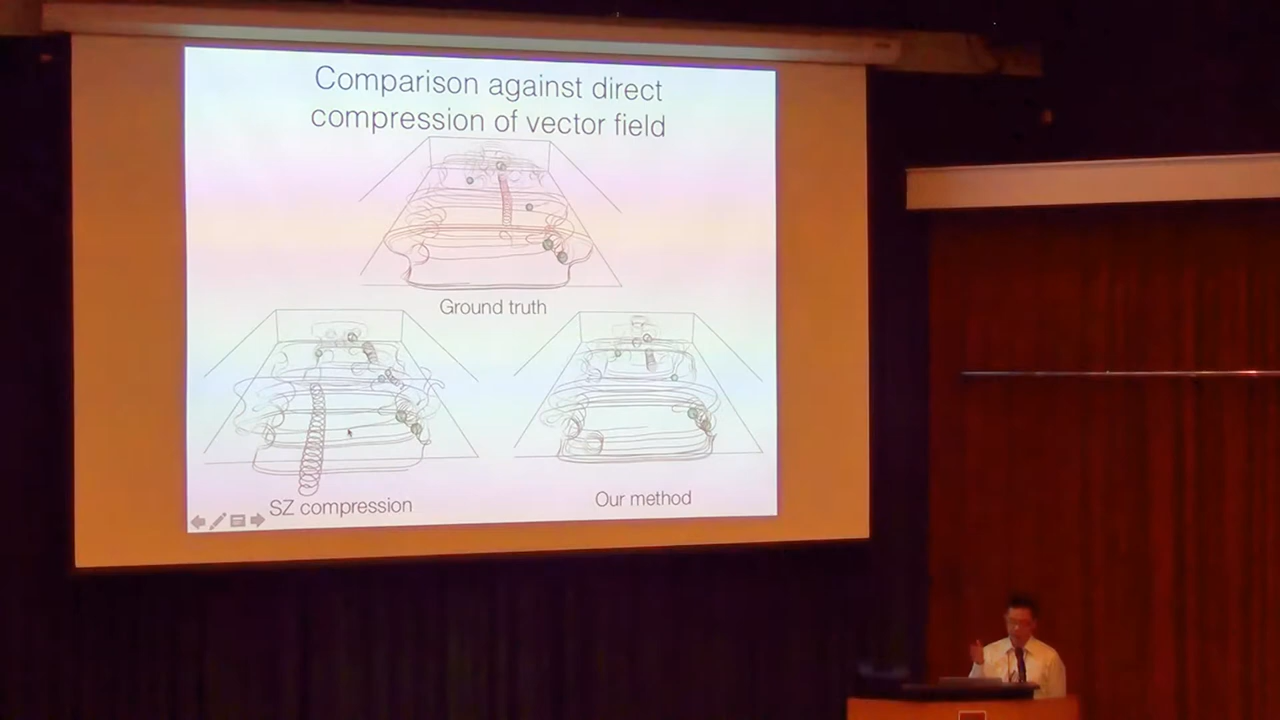 Comparison against direct
compression of vector field
Ground truth
SZ compression
Our method